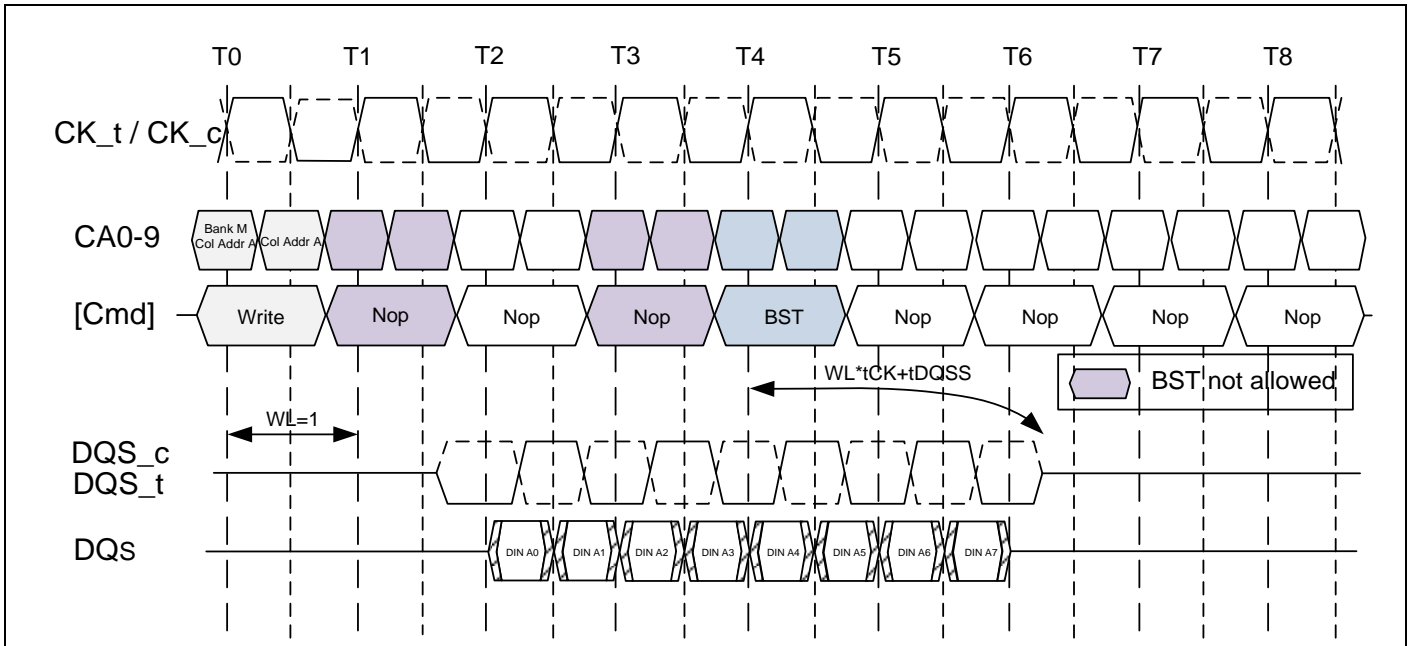 T0 T1 T2 T3 T4 T5 T6 T7 T8
CK_t / CK_c
CA0-9 Bank M
Col Addr A Col Addr A
[Cmd] Write Nop Nop Nop BST Nop Nop Nop Nop
WL*tCK+tDQSS
BST not allowed
WL=1
DQS_c
DQS_t
DQs DIN A0 DIN A1 DIN A2 DIN A3 DIN A4 DIN A5 DIN A6 DIN A7